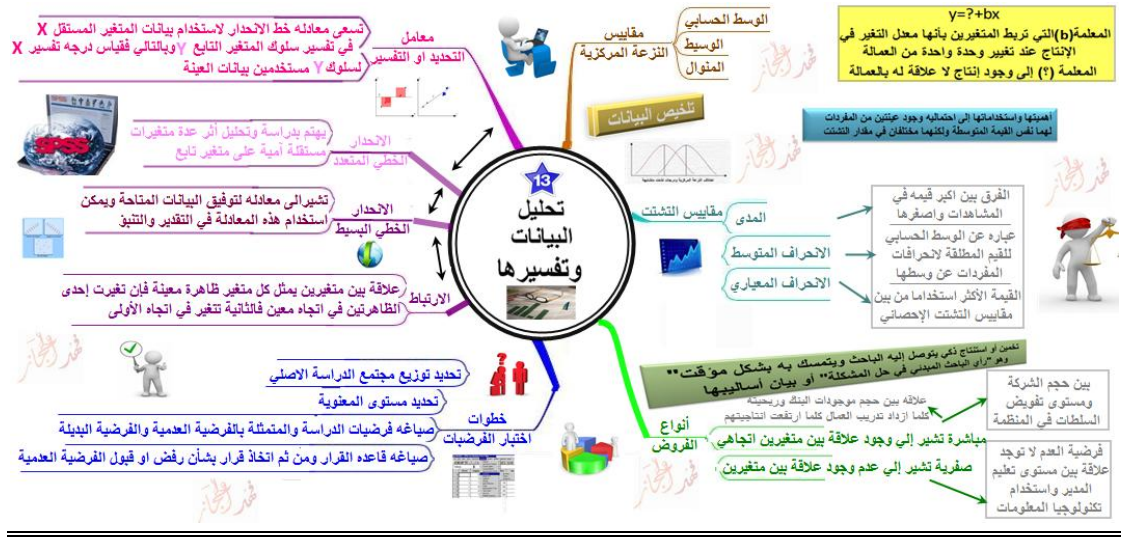 13
تحليل
البيانات
وتفسيرها
مقاييس
النزعة المركزية
الوسط الحسابي
الوسيط
المنوال
y=?+bx
المعلمة(b)التي تربط المتغيرين بأنها معدل التغير في
الإنتاج عند تغيير وحدة واحدة من العمالة
المعلمة (؟) إلى وجود إنتاج لا علاقة له بالعمالة
تلخيص البيانات
أهميتها واستخداماتها إلى احتماليه وجود عينتين من المفردات
لهما نفس القيمة المتوسطة ولكنهما مختلفان في مقدار التشتت
مقاييس التشتت
المدى
الفرق بين اكبر قيمه في
المشاهدات واصغرها
الانحراف المتوسط
عباره عن الوسط الحسابي
للقيم المطلقة لانحرافات
المفردات عن وسطها
الانحراف المعياري
القيمة الأكثر استخداما من بين
مقاييس التشتت الإحصائي
تخمين أو استنتاج ذكي يتوصل إليه الباحث ويتمسك به بشكل مؤقت"
وهو "رأي الباحث المبدئي في حل المشكلة" أو بيان أساليبها
أنواع
الفروض
علاقه بين حجم موجودات البنك وربحيته
كلما ازداد تدريب العمال كلما ارتفعت انتاجيتهم
مباشرة تشير إلي وجود علاقة بين متغيرين اتجاهي
بين حجم الشركة
ومستوى تفويض
السلطات في المنظمة
صفرية تشير إلي عدم وجود علاقة بين متغيرين
فرضية العدم لا توجد
علاقة بين مستوى تعليم
المدير واستخدام
تكنولوجيا المعلومات
خطوات
اختبار الفرضيات
تحديد توزيع مجتمع الدراسة الاصلي
تحديد مستوى المعنوية
صياغه فرضيات الدراسة والمتمثلة بالفرضية العدمية والفرضية البديلة
صياغه قاعده القرار ومن ثم اتخاذ قرار بشأن رفض او قبول الفرضية العدمية
الارتباط
علاقة بين متغيرين يمثل كل متغير ظاهرة معينة فإن تغيرت إحدى
الظاهرتين في اتجاه معين فالثانية تتغير في اتجاه الأولى
الانحدار
الخطي البسيط
تشيرالى معادله لتوفيق البيانات المتاحة ويمكن
استخدام هذه المعادلة في التقدير والتنبؤ
الانحدار
الخطي المتعدد
يهتم بدراسة وتحليل أثر عدة متغيرات
مستقلة أمية على متغير تابع
معامل
التحديد او التفسير
تسعى معادله خط الانحدار لاستخدام بيانات المتغير المستقل X
في تفسير سلوك المتغير التابع Y وبالتالي فقياس درجه تفسير X
لسلوك Y مستخدمين بيانات العينة
SPSS